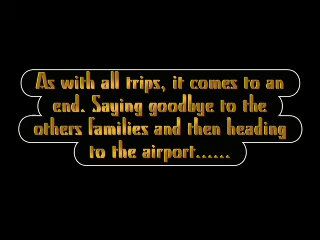 As with all trips, it comes to an
end. Saying goodbye to the
others families and then heading
to the airport......